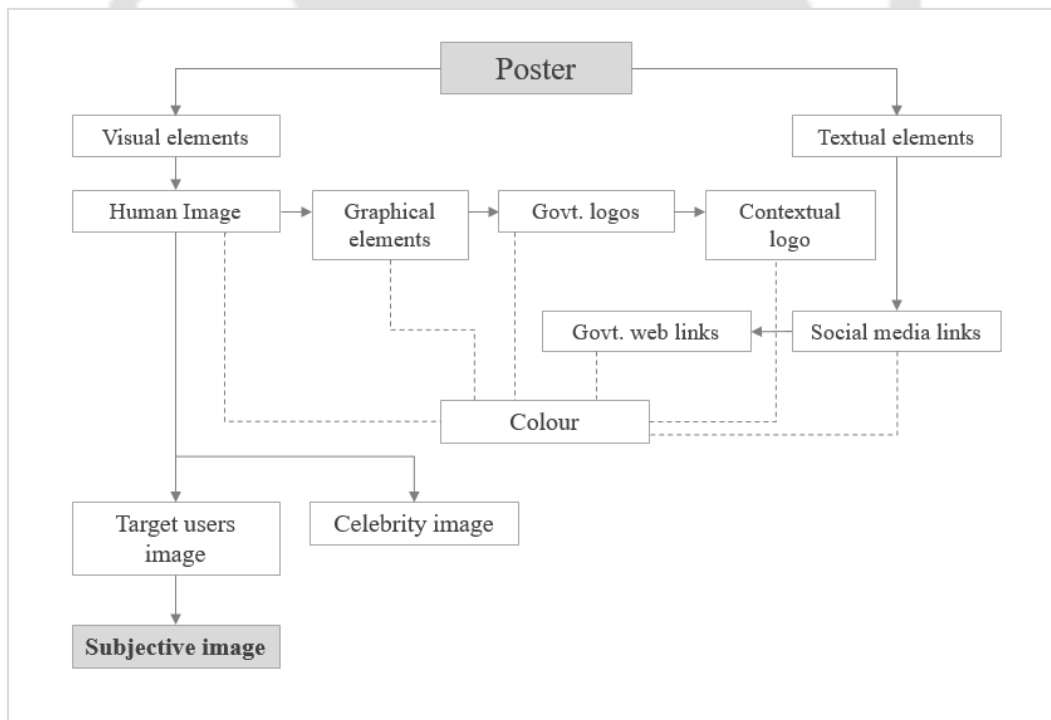 Poster
Visual elements
Textual elements
Human Image
Graphical
elements
Govt. logos
Contextual
logo
Govt. web links
Social media links
Colour
Target users
image
Celebrity image
Subjective image